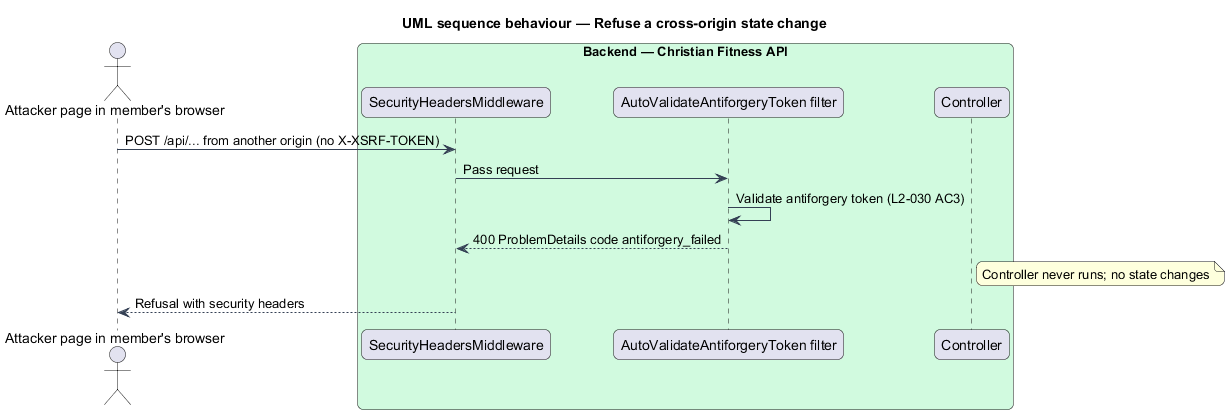 UML sequence behaviour — Refuse a cross-origin state change
Backend — Christian Fitness API
Attacker page in member's browser
SecurityHeadersMiddleware
AutoValidateAntiforgeryToken filter
Controller
POST /api/... from another origin (no X-XSRF-TOKEN)
Pass request
Validate antiforgery token (L2-030 AC3)
400 ProblemDetails code antiforgery_failed
Controller never runs; no state changes
Refusal with security headers
Attacker page in member's browser
SecurityHeadersMiddleware
AutoValidateAntiforgeryToken filter
Controller